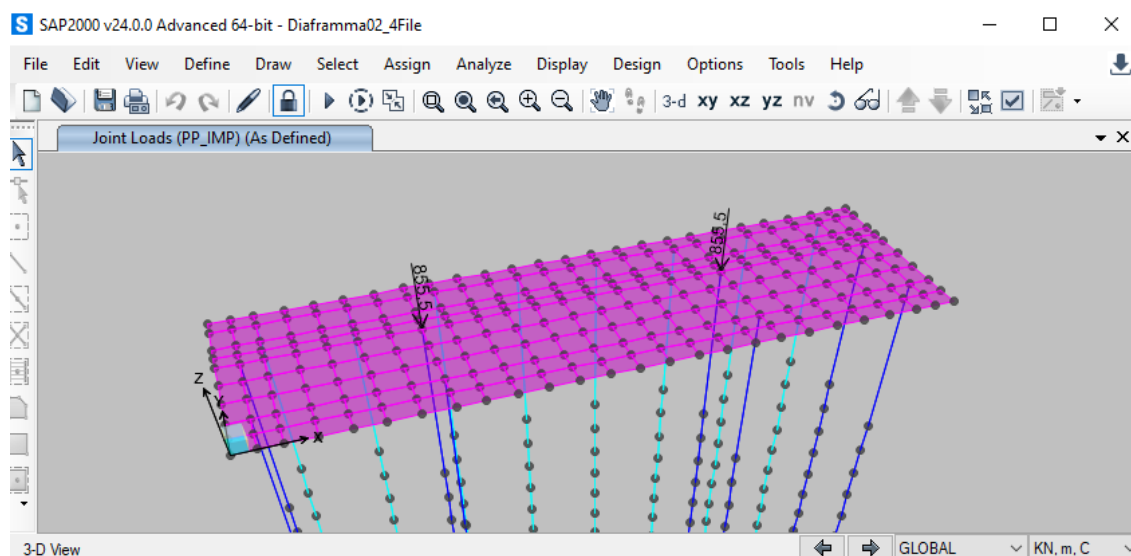 S SAP2000 v24.0.0 Advanced 64-bit - Diaframma02_4File
File Edit View Define Draw Select Assign Analyze Display Design Options Tools Help
3-d xy xz yz nv
Joint Loads (PP_IMP) (As Defined)
855.5
855.5
Z
Y
X
3-D View
GLOBAL
KN, m, C